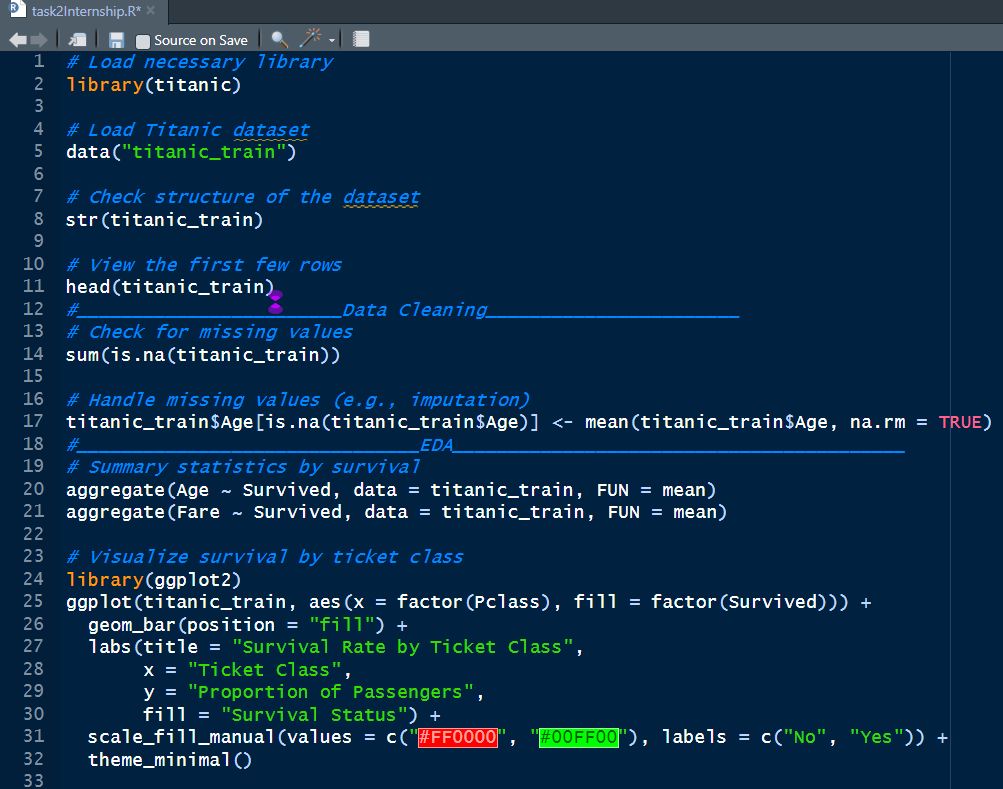 task2Internship.R*
Source on Save
1 # Load necessary library
2 library(titanic)
3
4 # Load Titanic dataset
5 data("titanic_train")
6
7 # Check structure of the dataset
8 str(titanic_train)
9
10 # View the first few rows
11 head(titanic_train)
12 #________________________Data Cleaning_______________________
13 # Check for missing values
14 sum(is.na(titanic_train))
15
16 # Handle missing values (e.g., imputation)
17 titanic_train$Age[is.na(titanic_train$Age)] <- mean(titanic_train$Age, na.rm = TRUE)
18 #_______________________________EDA_________________________________________
19 # Summary statistics by survival
20 aggregate(Age ~ Survived, data = titanic_train, FUN = mean)
21 aggregate(Fare ~ Survived, data = titanic_train, FUN = mean)
22
23 # Visualize survival by ticket class
24 library(ggplot2)
25 ggplot(titanic_train, aes(x = factor(Pclass), fill = factor(Survived))) +
26   geom_bar(position = "fill") +
27   labs(title = "Survival Rate by Ticket Class",
28        x = "Ticket Class",
29        y = "Proportion of Passengers",
30        fill = "Survival Status") +
31   scale_fill_manual(values = c("#FF0000", "#00FF00"), labels = c("No", "Yes")) +
32   theme_minimal()
33